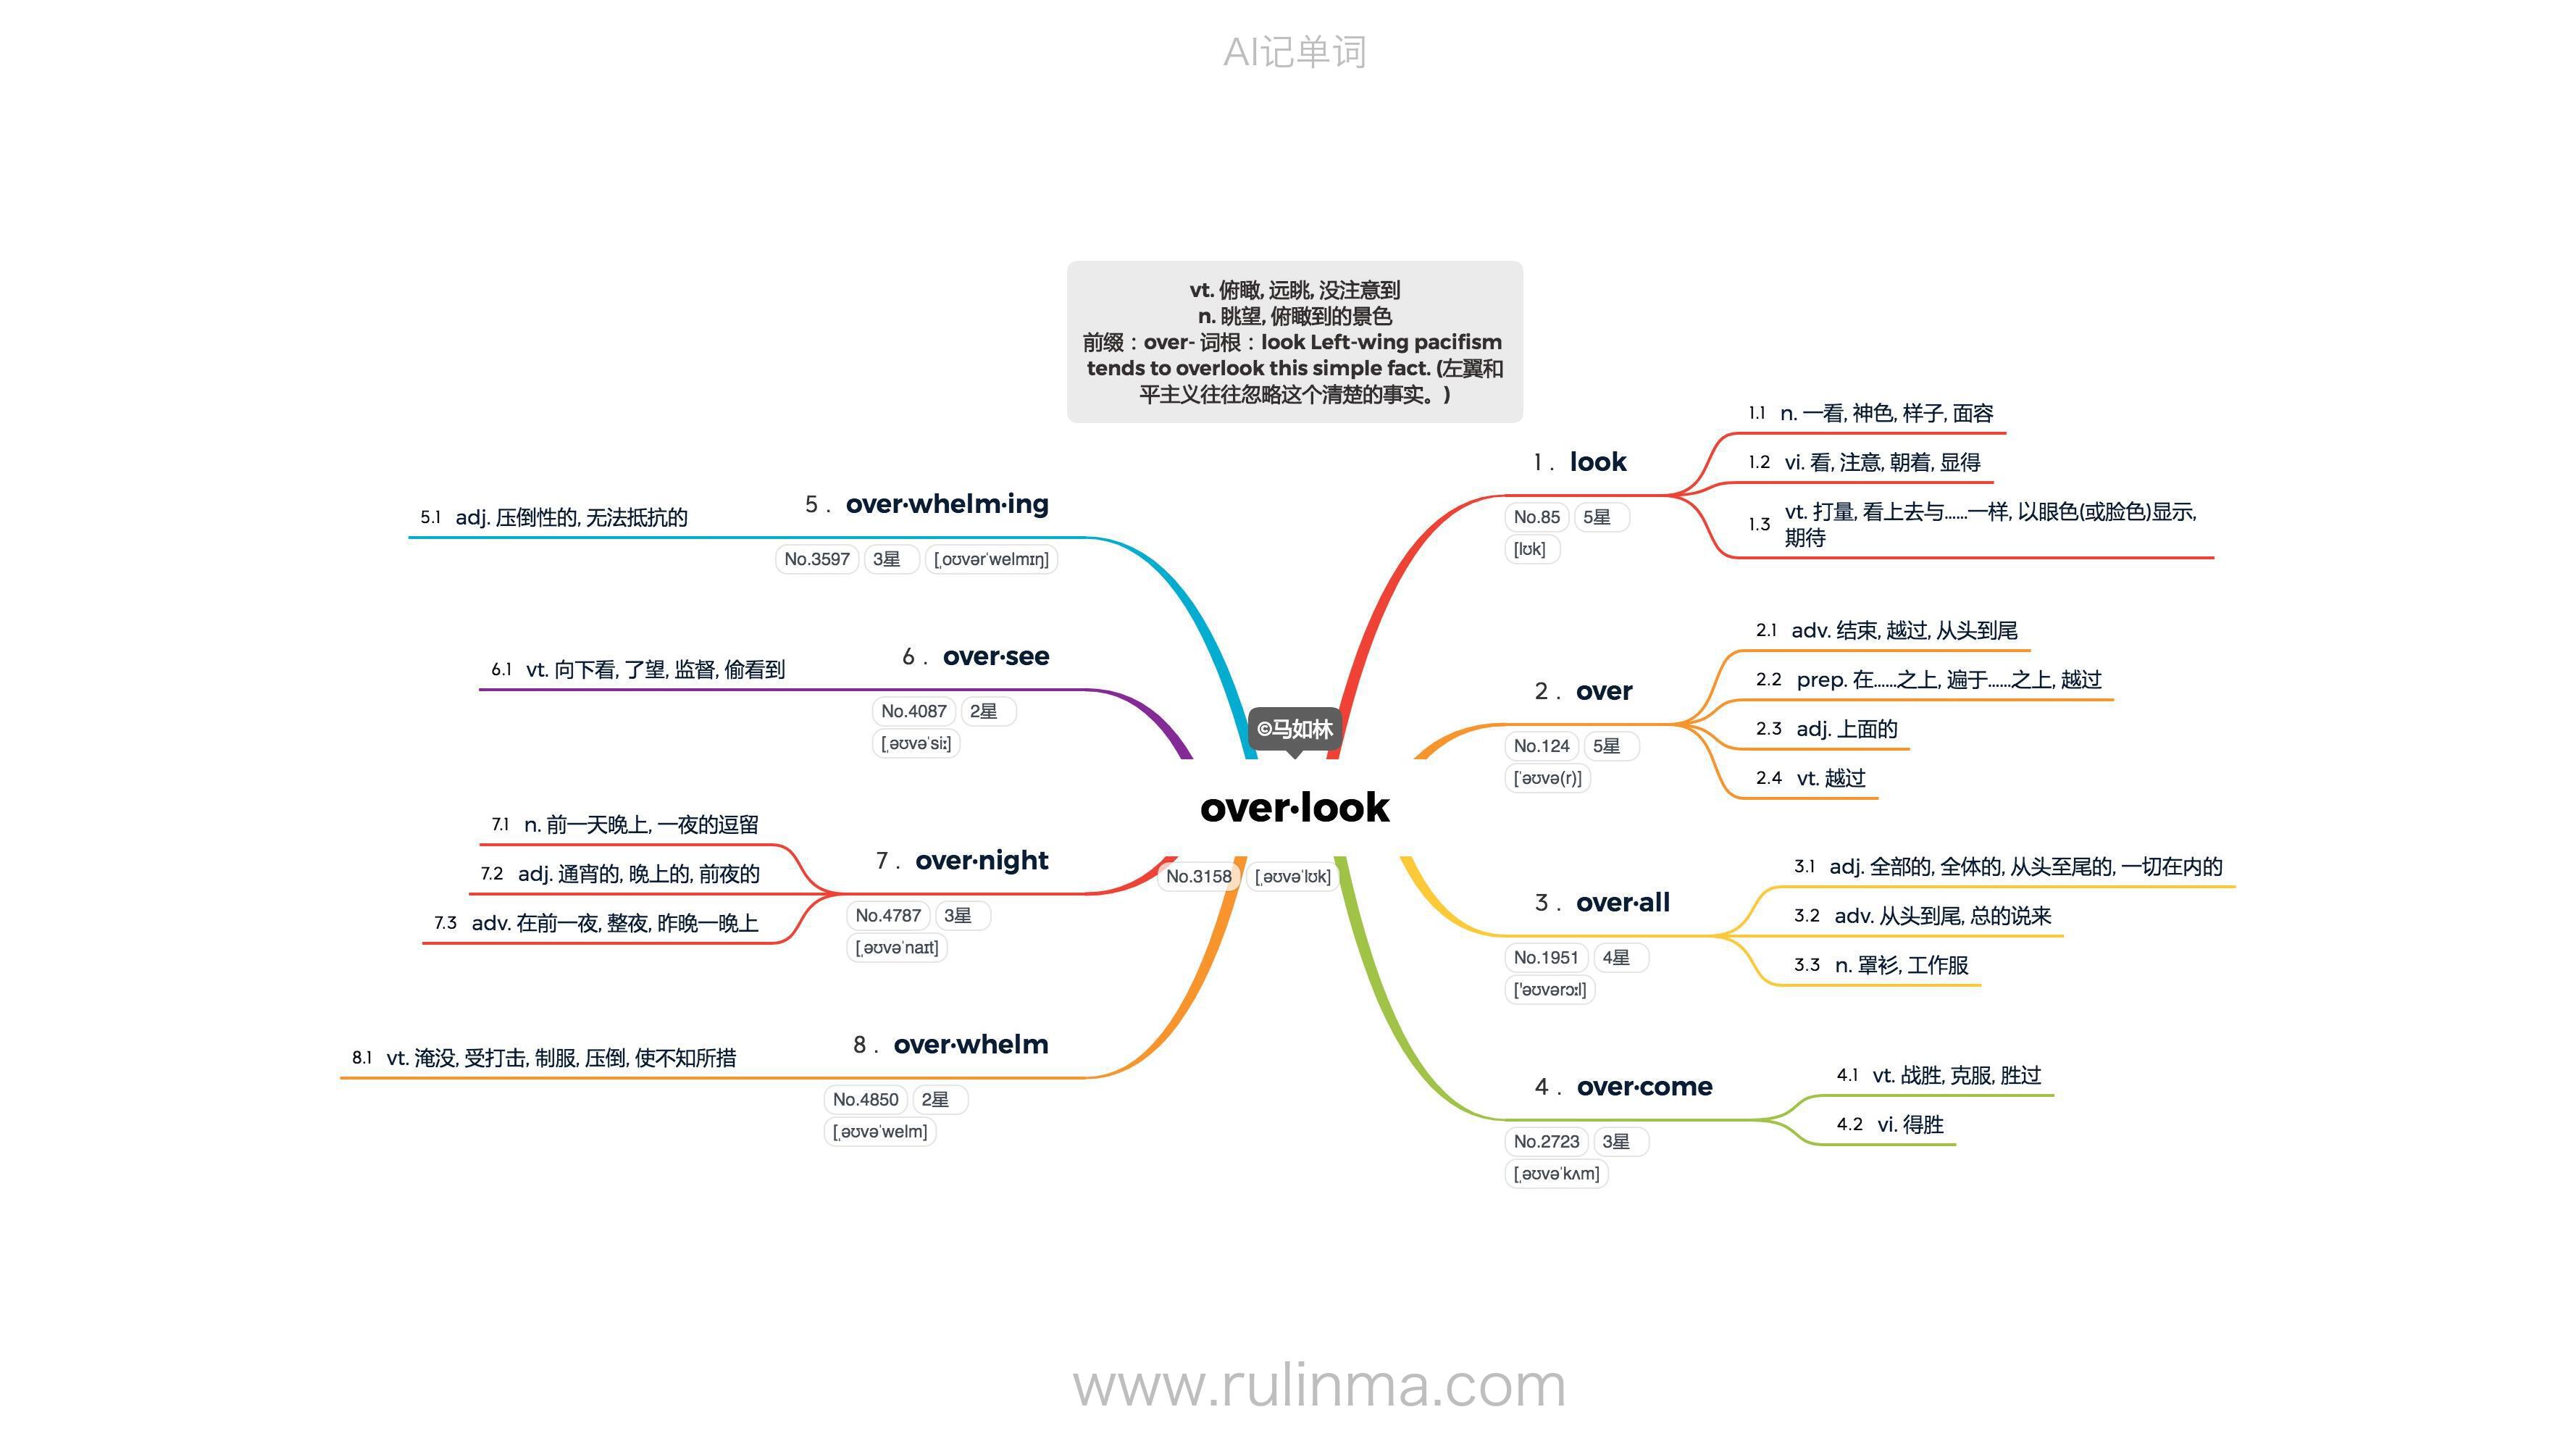 AI记单词
vt. 俯瞰, 远眺, 没注意到
n. 眺望, 俯瞰到的景色
前缀：over- 词根：look Left-wing pacifism
tends to overlook this simple fact. (左翼和
平主义往往忽略这个清楚的事实。)
©马如林
over·look
No.3158 [ˌəʊvəˈlʊk]
1. look
No.85 5星
[lʊk]
1.1 n. 一看, 神色, 样子, 面容
1.2 vi. 看, 注意, 朝着, 显得
1.3 vt. 打量, 看上去与……一样, 以眼色(或脸色)显示,
期待
2. over
No.124 5星
[ˈəʊvə(r)]
2.1 adv. 结束, 越过, 从头到尾
2.2 prep. 在……之上, 遍于……之上, 越过
2.3 adj. 上面的
2.4 vt. 越过
3. over·all
No.1951 4星
['əʊvərɔːl]
3.1 adj. 全部的, 全体的, 从头至尾的, 一切在内的
3.2 adv. 从头到尾, 总的说来
3.3 n. 罩衫, 工作服
4. over·come
No.2723 3星
[ˌəʊvəˈkʌm]
4.1 vt. 战胜, 克服, 胜过
4.2 vi. 得胜
5. over·whelm·ing
No.3597 3星 [ˌoʊvərˈwelmɪŋ]
5.1 adj. 压倒性的, 无法抵抗的
6. over·see
No.4087 2星
[ˌəʊvəˈsiː]
6.1 vt. 向下看, 了望, 监督, 偷看到
7. over·night
No.4787 3星
[ˌəʊvəˈnaɪt]
7.1 n. 前一天晚上, 一夜的逗留
7.2 adj. 通宵的, 晚上的, 前夜的
7.3 adv. 在前一夜, 整夜, 昨晚一晚上
8. over·whelm
No.4850 2星
[ˌəʊvəˈwelm]
8.1 vt. 淹没, 受打击, 制服, 压倒, 使不知所措
www.rulinma.com